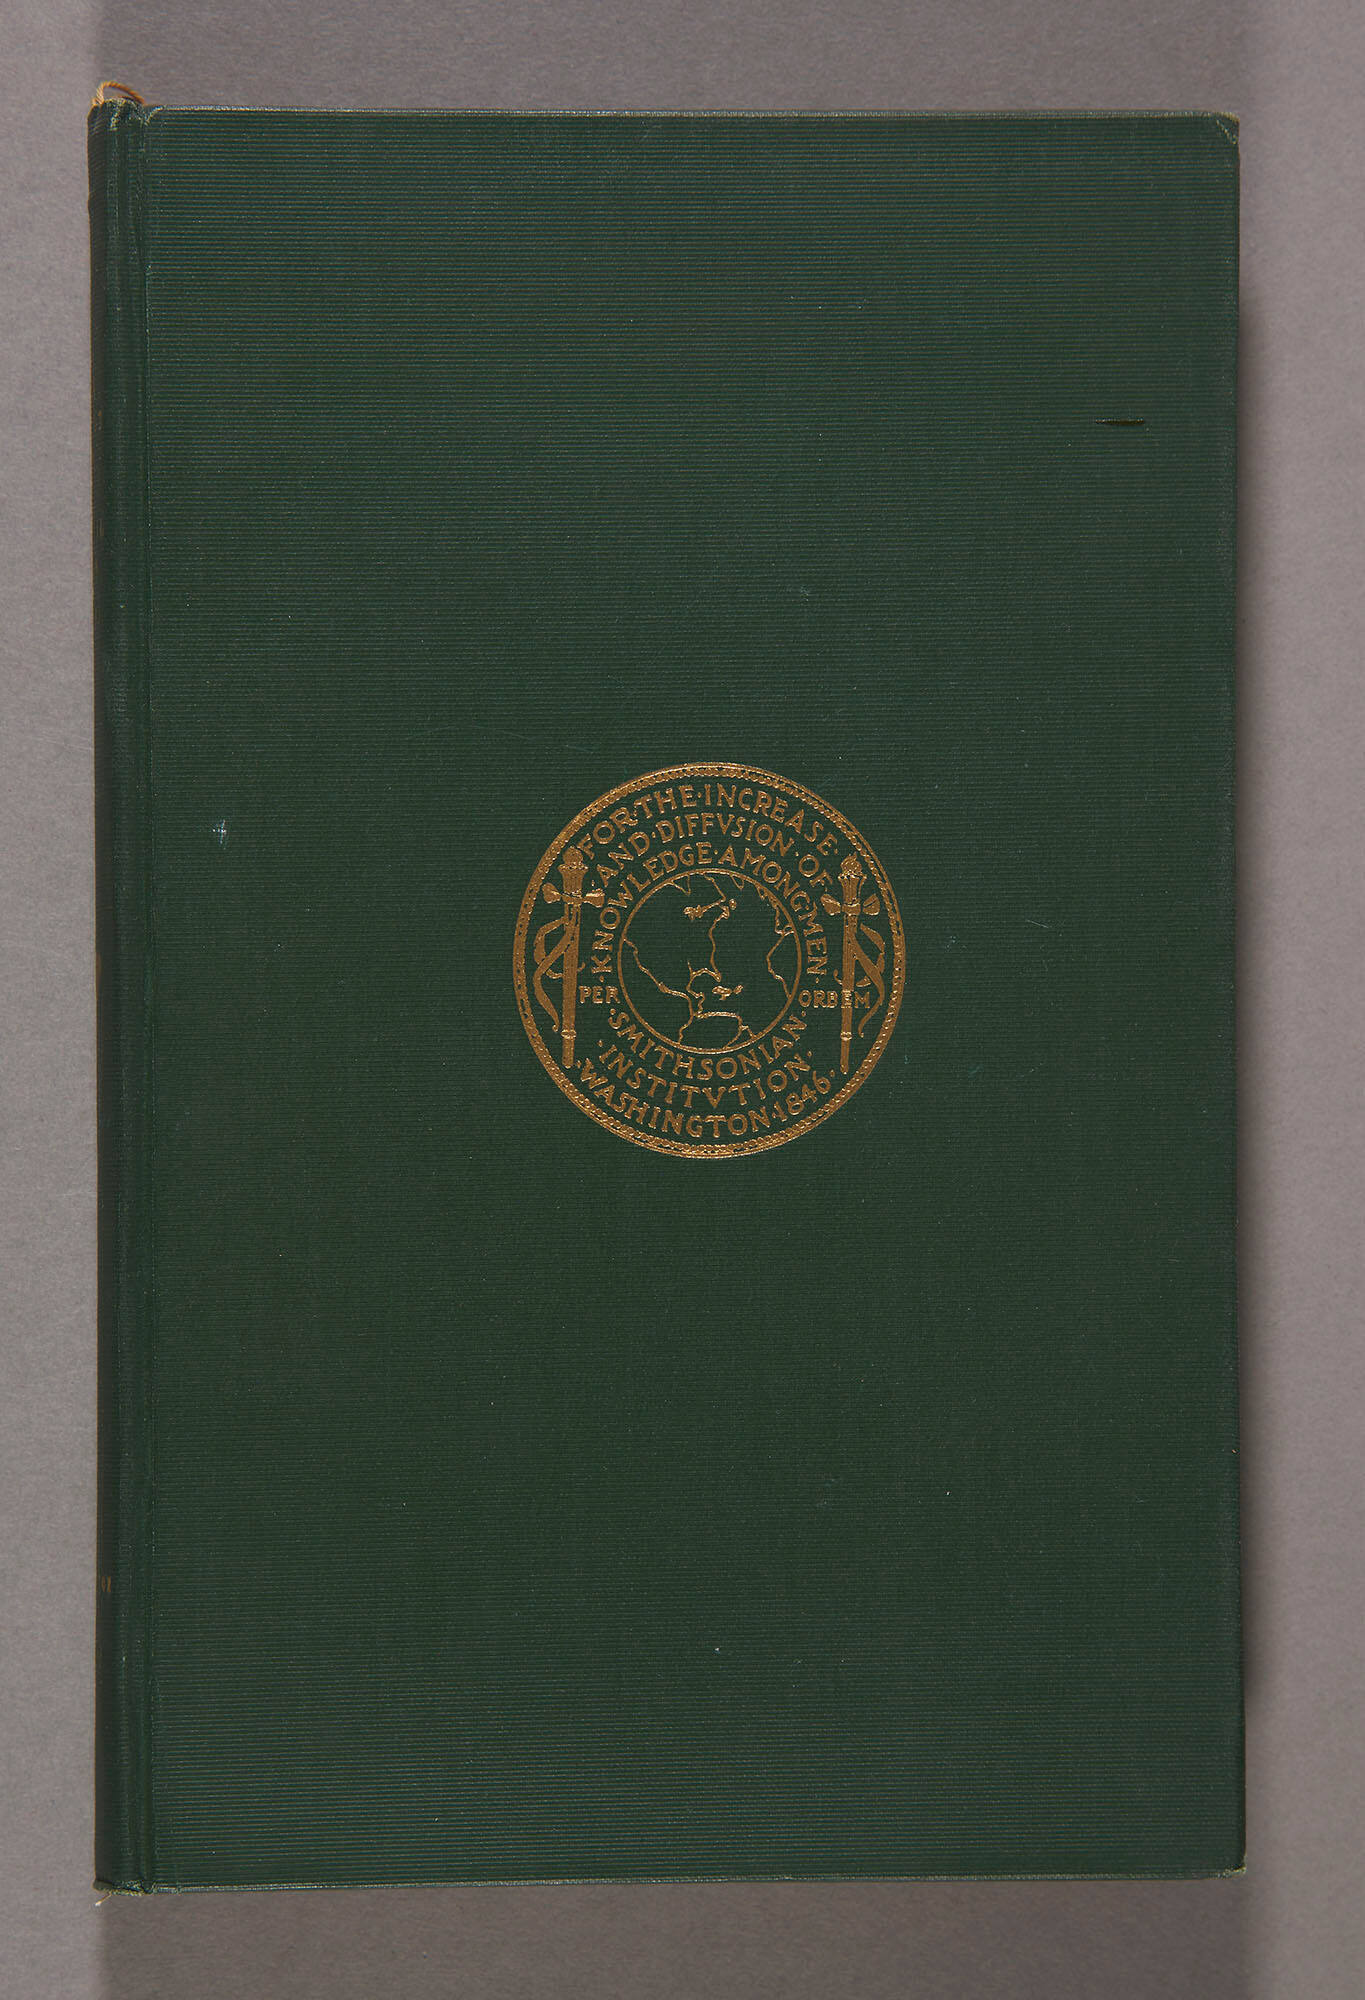 ·FOR·THE·INCREASE·
·AND·DIFFVSION·OF
·KNOWLEDGE·AMONG·MEN·
PER ORBEM
·SMITHSONIAN·
·INSTITVTION·
·WASHINGTON·1846·